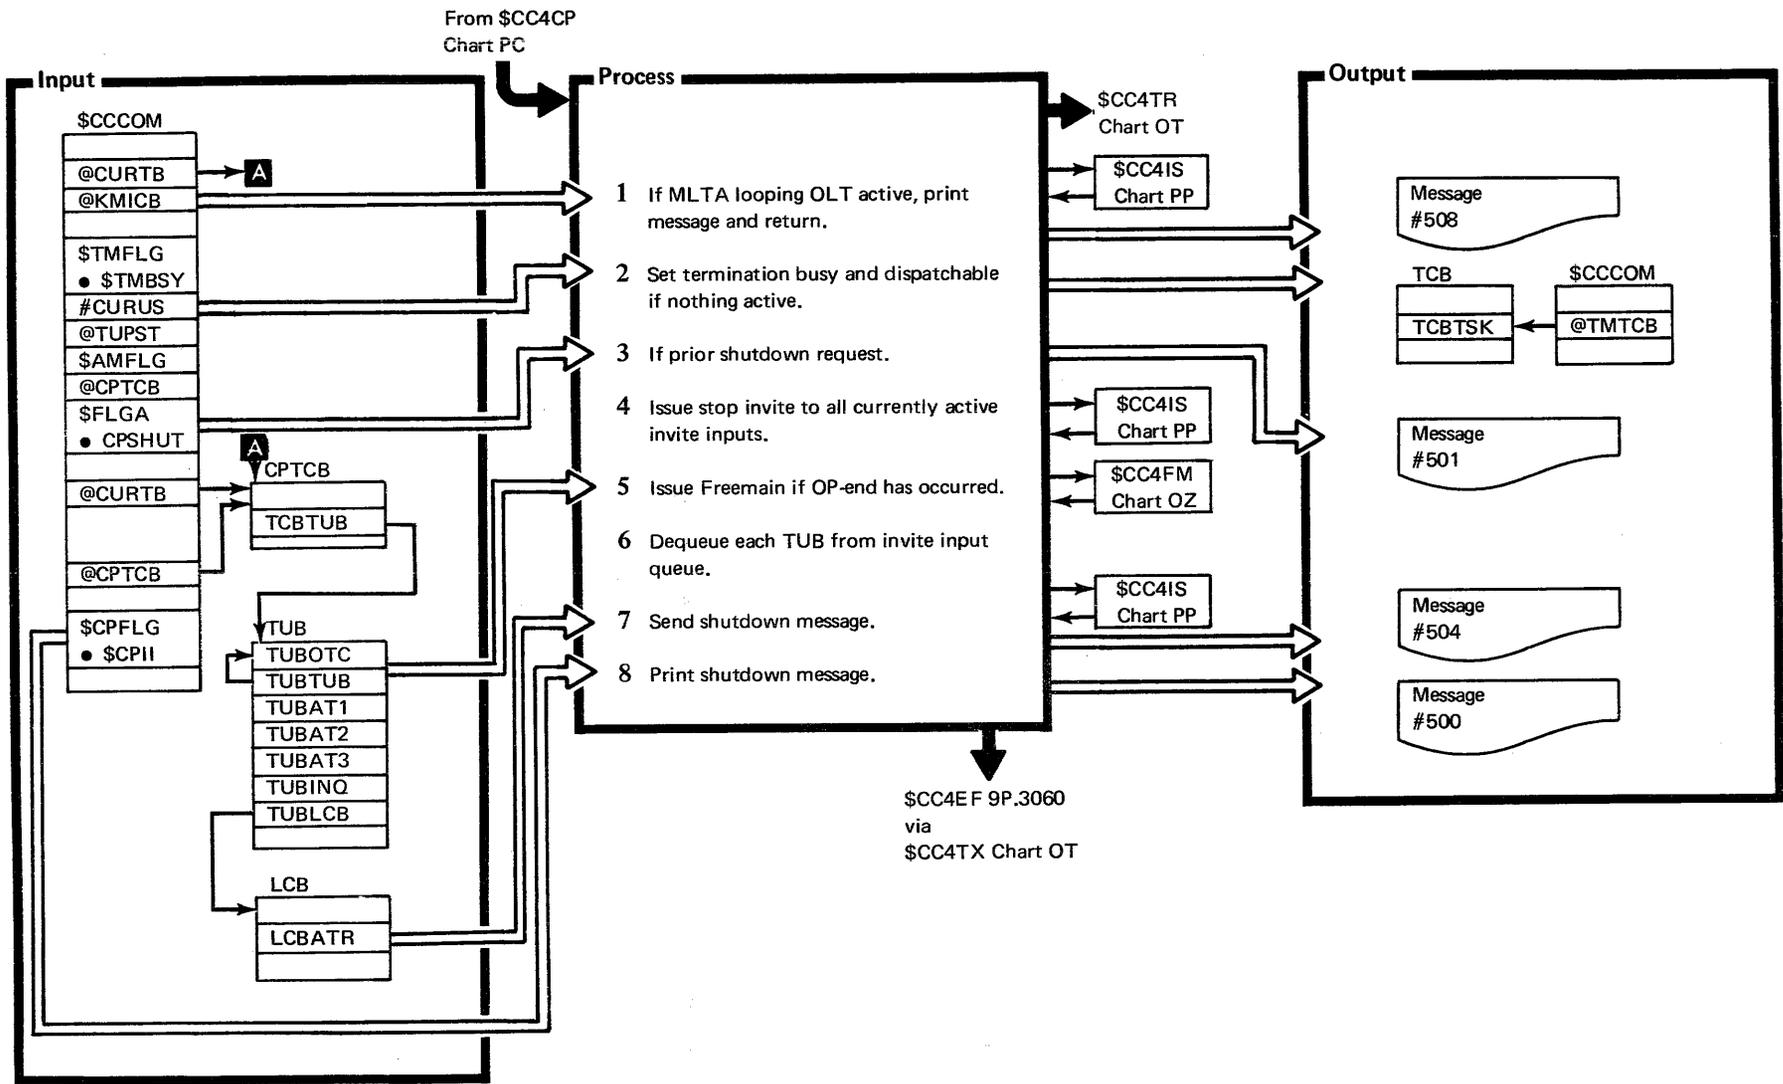 From $CC4CP
Chart PC
Input
$CCCOM
@CURTB
A
@KMICB
$TMFLG
● $TMBSY
#CURUS
@TUPST
$AMFLG
@CPTCB
$FLGA
● CPSHUT
A
CPTCB
@CURTB
TCBTUB
@CPTCB
$CPFLG
● $CPII
TUB
TUBOTC
TUBTUB
TUBAT1
TUBAT2
TUBAT3
TUBINQ
TUBLCB
LCB
LCBATR
Process
1 If MLTA looping OLT active, print
message and return.
2 Set termination busy and dispatchable
if nothing active.
3 If prior shutdown request.
4 Issue stop invite to all currently active
invite inputs.
5 Issue Freemain if OP-end has occurred.
6 Dequeue each TUB from invite input
queue.
7 Send shutdown message.
8 Print shutdown message.
$CC4TR
Chart OT
$CC4IS
Chart PP
$CC4IS
Chart PP
$CC4FM
Chart OZ
$CC4IS
Chart PP
$CC4EF 9P.3060
via
$CC4TX Chart OT
Output
Message
#508
TCB
$CCCOM
TCBTSK
@TMTCB
Message
#501
Message
#504
Message
#500